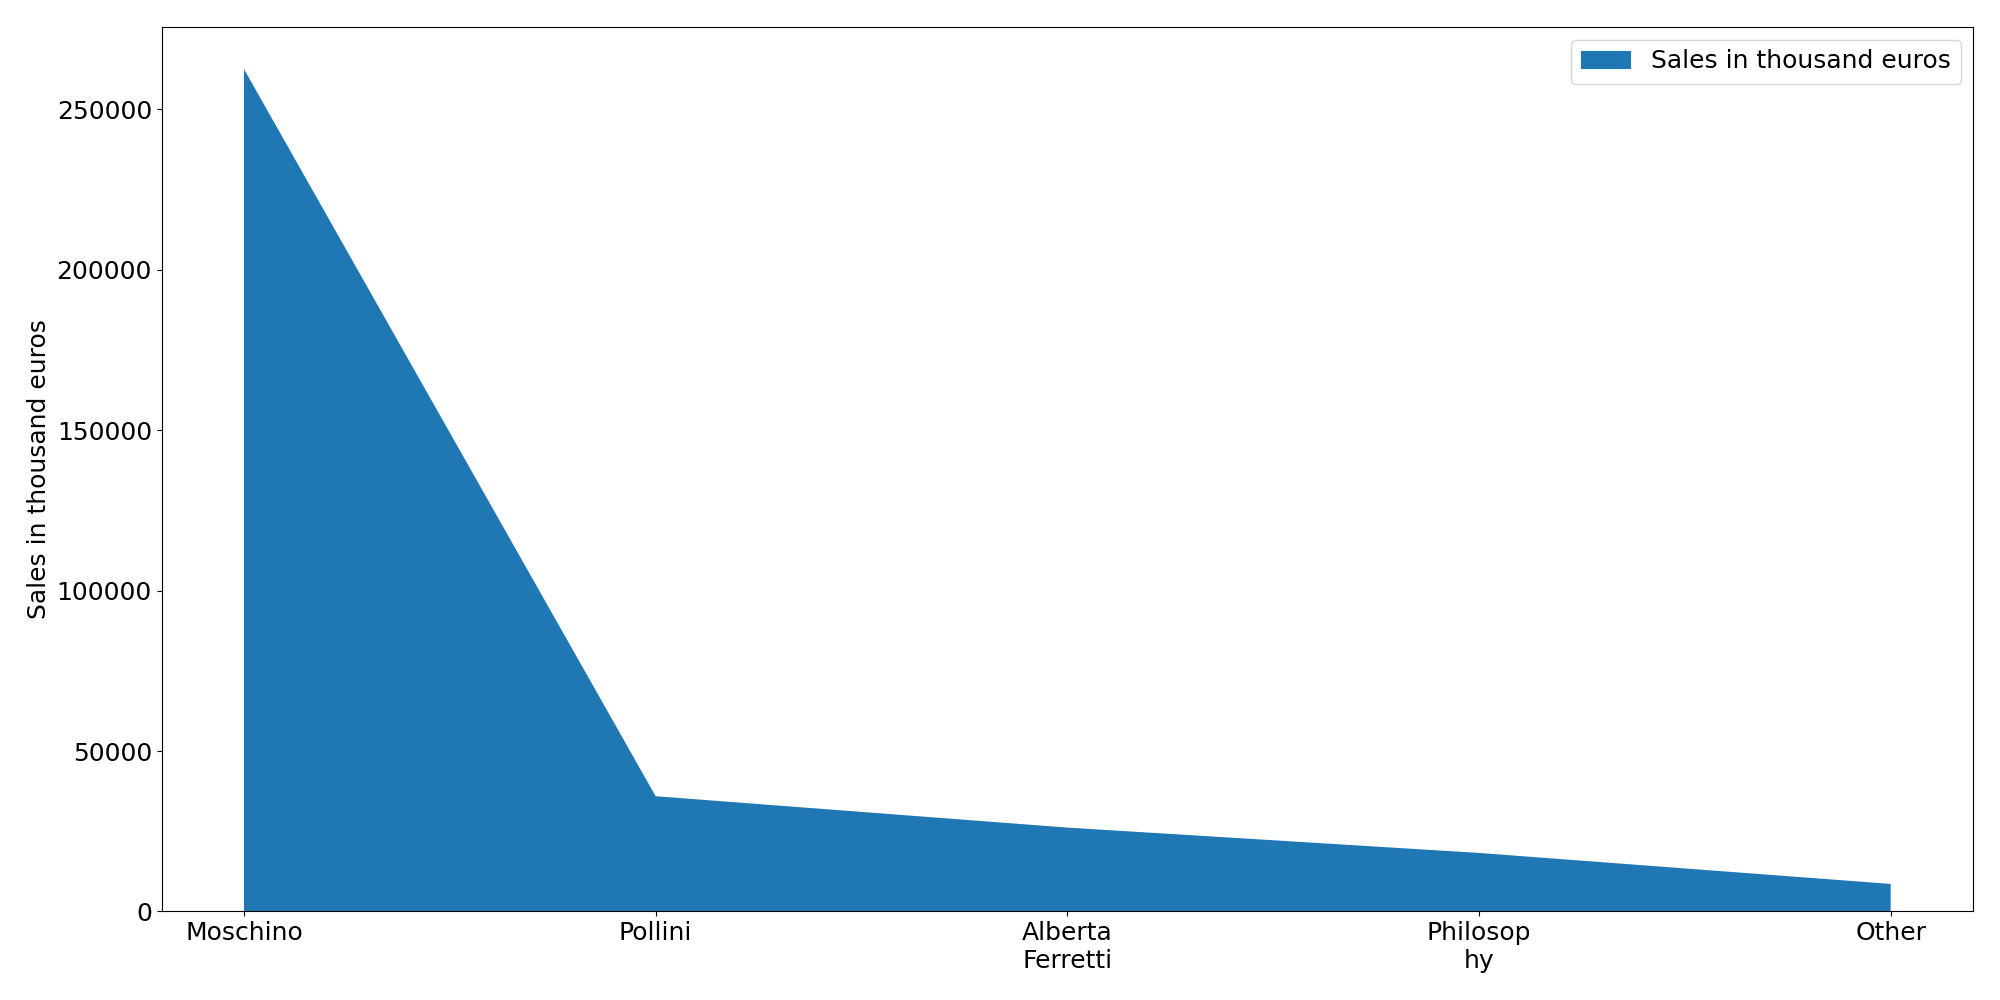 Sales in thousand euros
250000
200000
150000
100000
50000
0
Sales in thousand euros
Moschino
Pollini
Alberta
Ferretti
Philosop
hy
Other